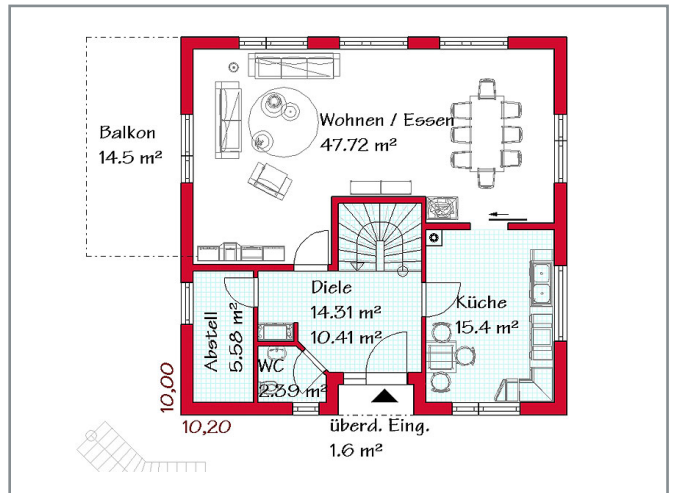 Balkon
14.5 m²
Wohnen / Essen
47.72 m²
Diele
14.31 m²
10.41 m²
Küche
15.4 m²
Abstell
5.58 m²
WC
2.39 m²
10,00
10,20
überd. Eing.
1.6 m²